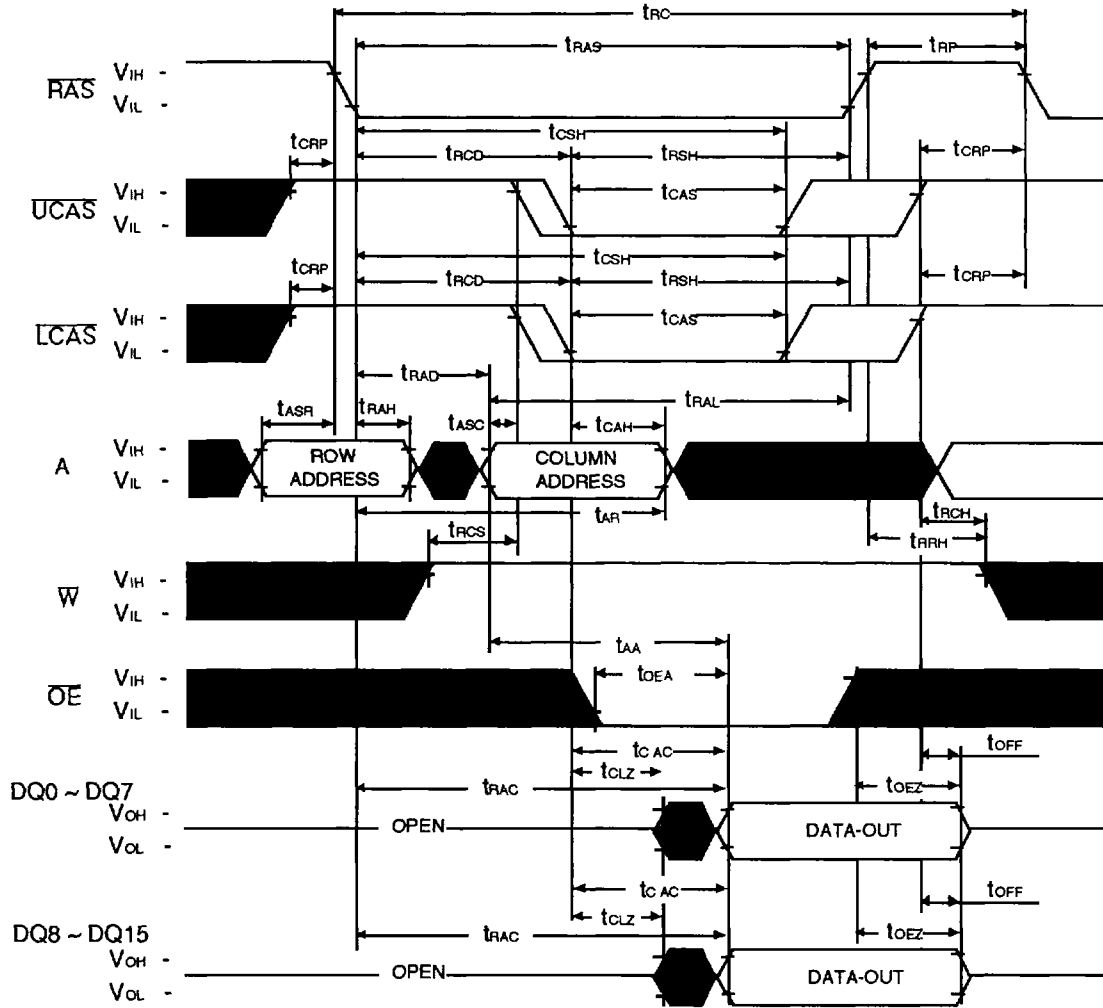 tRC
tRAS tRP
RAS VIH -
VIL -
tCSH
tCRP tRCD tRSH tCRP
UCAS VIH -
VIL -
tCAS
tCSH
tCRP tRCD tRSH tCRP
LCAS VIH -
VIL -
tCAS
tRAD tRAL
tASR tRAH tASC tCAH
A VIH -
VIL -
ROW ADDRESS
COLUMN ADDRESS
tAR
tRCS tRCH
tRRH
W VIH -
VIL -
tAA
OE VIH -
VIL -
tOEA
tCAC tOFF
tCLZ
tRAC tOEZ
DQ0 ~ DQ7
VOH -
VOL -
OPEN DATA-OUT
tCAC tOFF
tCLZ
tRAC tOEZ
DQ8 ~ DQ15
VOH -
VOL -
OPEN DATA-OUT